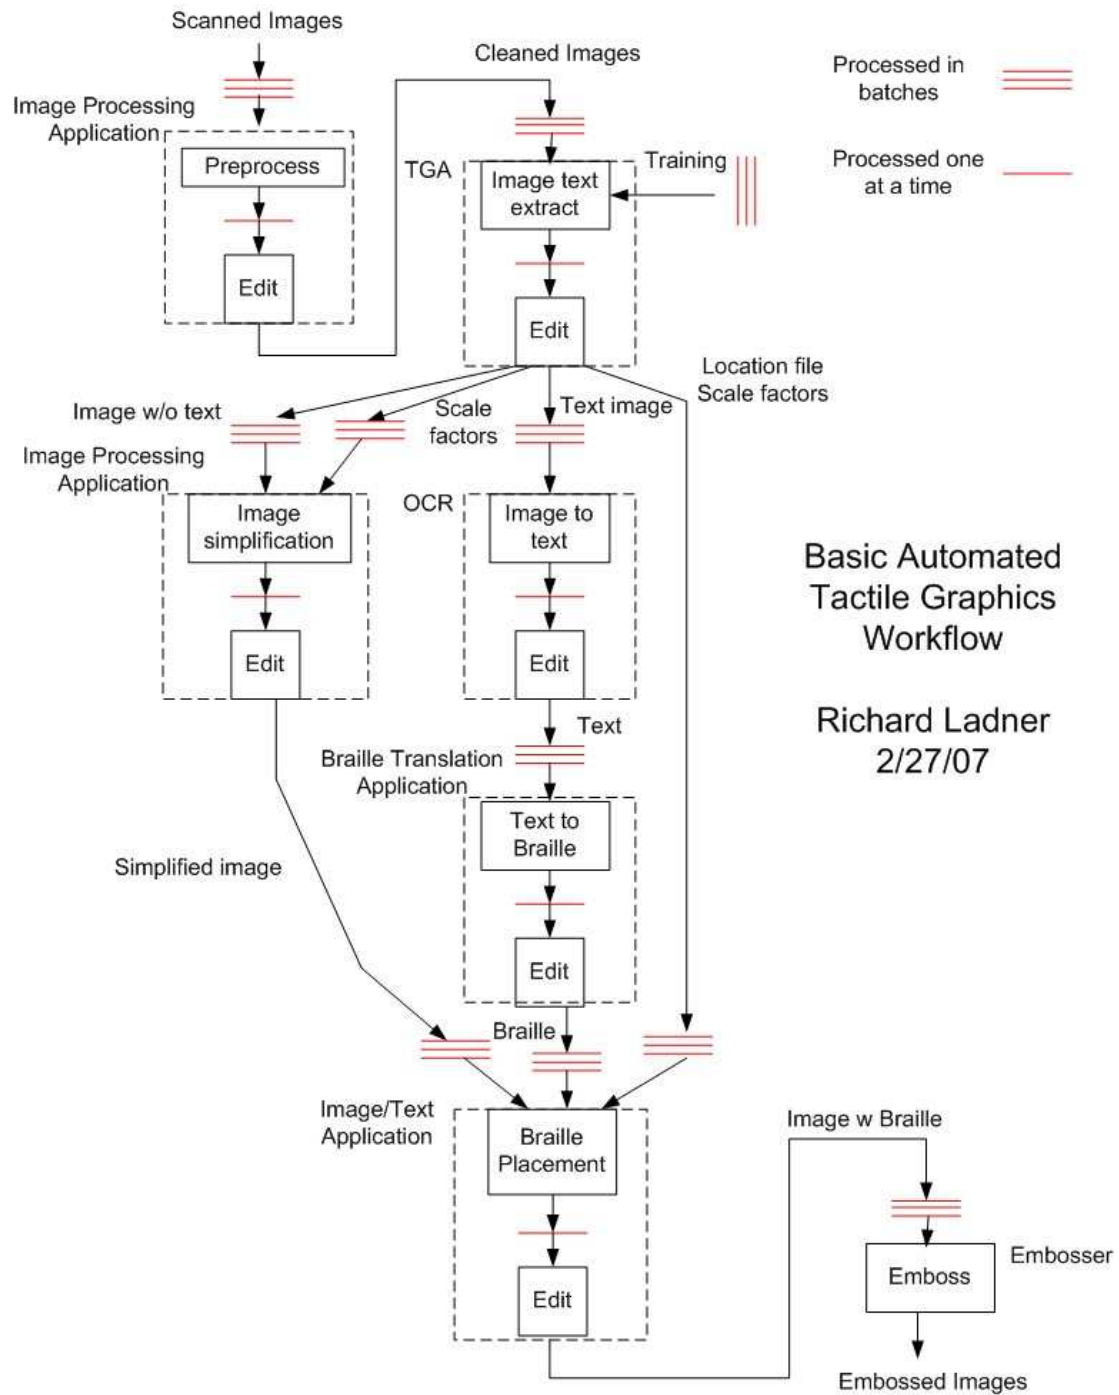 Scanned Images
Image Processing
Application
Preprocess
Edit
Cleaned Images
TGA
Image text
extract
Training
Edit
Processed in
batches
Processed one
at a time
Image w/o text
Scale
factors
Text image
Location file
Scale factors
Image Processing
Application
Image
simplification
Edit
OCR
Image to
text
Edit
Text
Braille Translation
Application
Text to
Braille
Edit
Simplified image
Braille
Image/Text
Application
Braille
Placement
Edit
Image w Braille
Emboss
Embosser
Embossed Images
Basic Automated
Tactile Graphics
Workflow
Richard Ladner
2/27/07